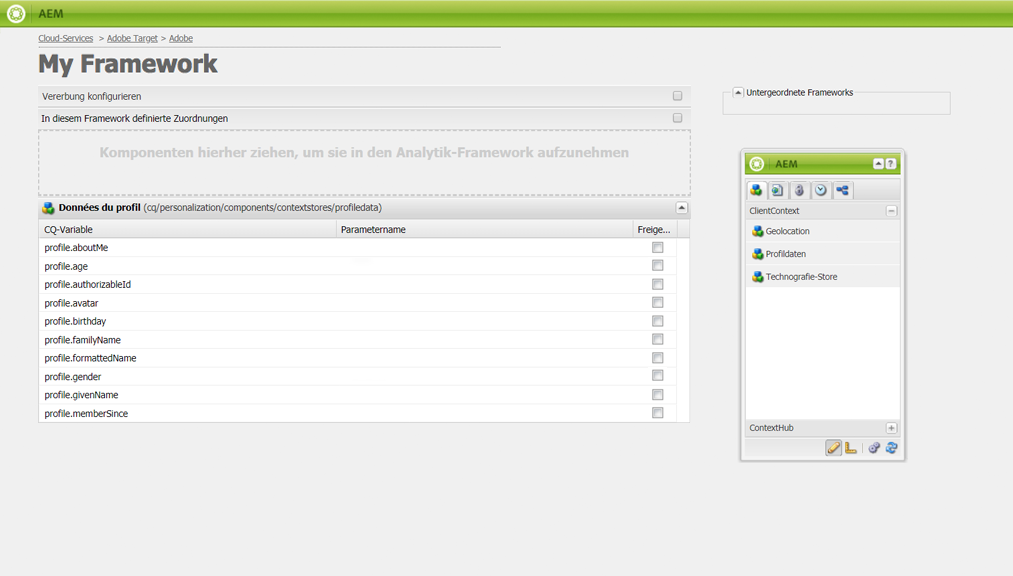 AEM
Cloud-Services > Adobe Target > Adobe
My Framework
Vererbung konfigurieren
In diesem Framework definierte Zuordnungen
Komponenten hierher ziehen, um sie in den Analytik-Framework aufzunehmen
Données du profil (cq/personalization/components/contextstores/profiledata)
CQ-Variable Parametername Freige...
profile.aboutMe
profile.age
profile.authorizableId
profile.avatar
profile.birthday
profile.familyName
profile.formattedName
profile.gender
profile.givenName
profile.memberSince
Untergeordnete Frameworks
AEM ?
ClientContext
Geolocation
Profildaten
Technografie-Store
ContextHub